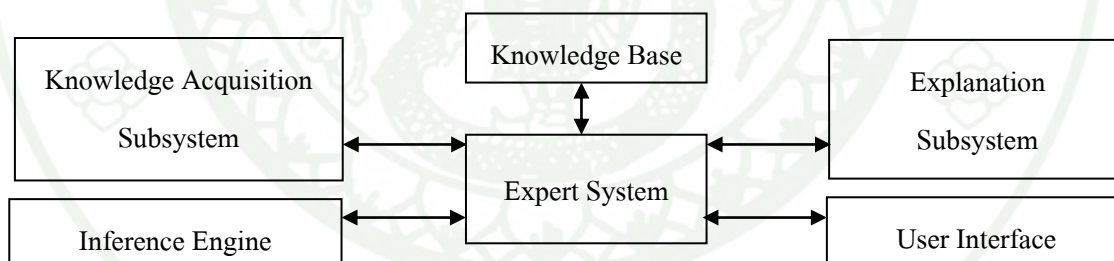 Knowledge Base
Knowledge Acquisition
Subsystem
Explanation
Subsystem
Expert System
Inference Engine
User Interface